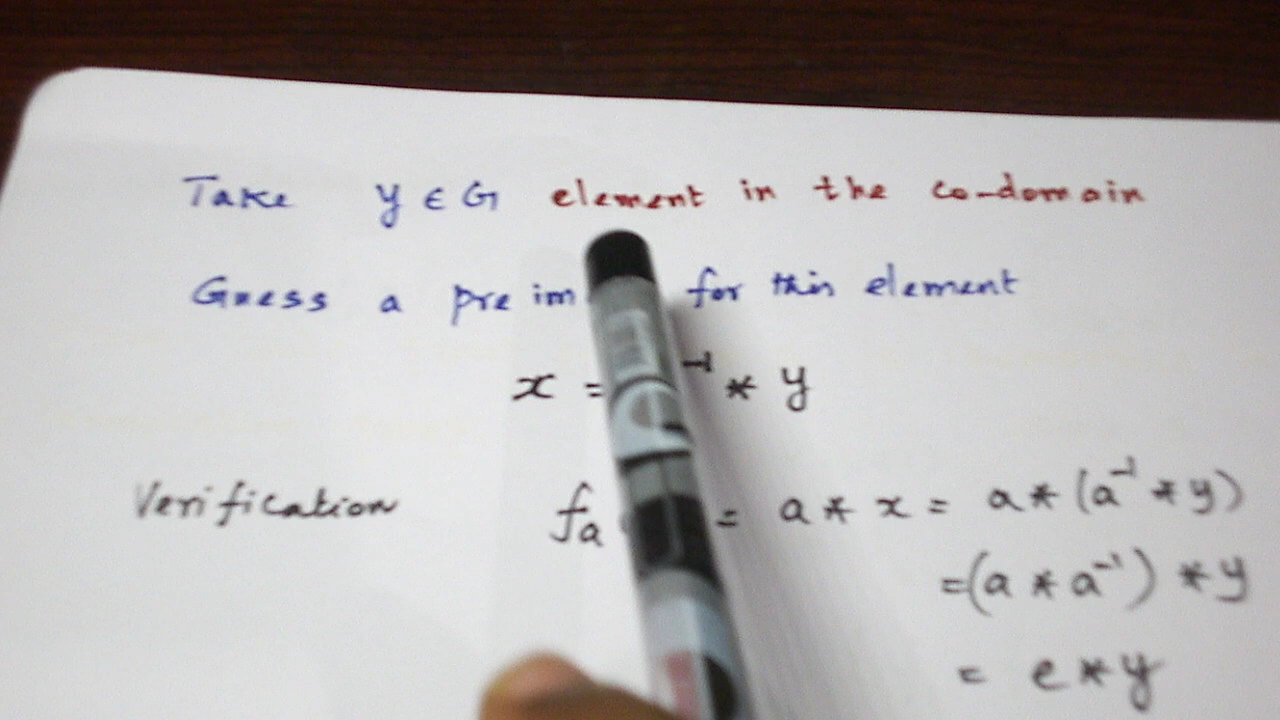 Take y ∈ G element in the co-domain
Guess a pre im for this element
x = ⁻¹ * y
Verification fₐ = a * x = a * (a⁻¹ * y)
= (a * a⁻¹) * y
= e * y